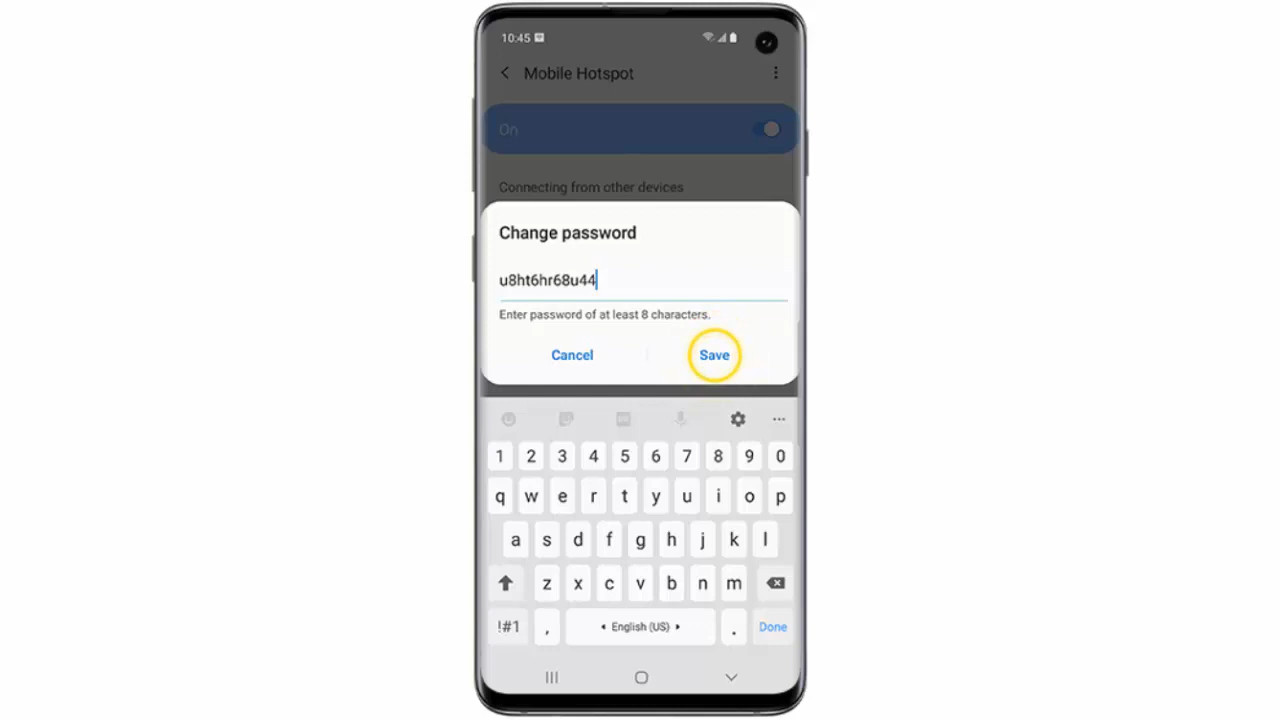 10:45
Mobile Hotspot
On
Connecting from other devices
Change password
u8ht6hr68u44
Enter password of at least 8 characters.
Cancel Save
1 2 3 4 5 6 7 8 9 0
q w e r t y u i o p
a s d f g h j k l
z x c v b n m
!#1 , English (US) . Done